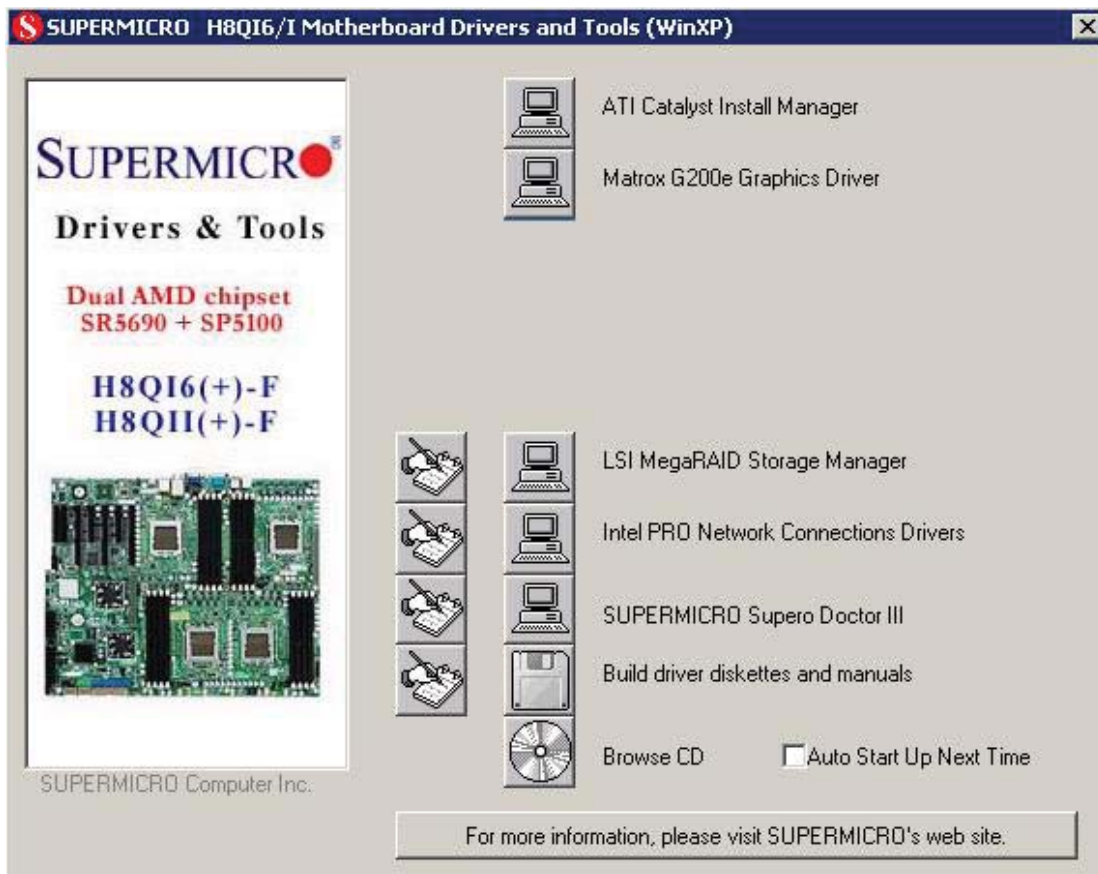 SUPERMICRO H8QI6/I Motherboard Drivers and Tools (WinXP)
SUPERMICRO®
Drivers & Tools
Dual AMD chipset
SR5690 + SP5100
H8QI6(+)-F
H8QII(+)-F
SUPERMICRO Computer Inc.
ATI Catalyst Install Manager
Matrox G200e Graphics Driver
LSI MegaRAID Storage Manager
Intel PRO Network Connections Drivers
SUPERMICRO Supero Doctor III
Build driver diskettes and manuals
Browse CD
Auto Start Up Next Time
For more information, please visit SUPERMICRO's web site.